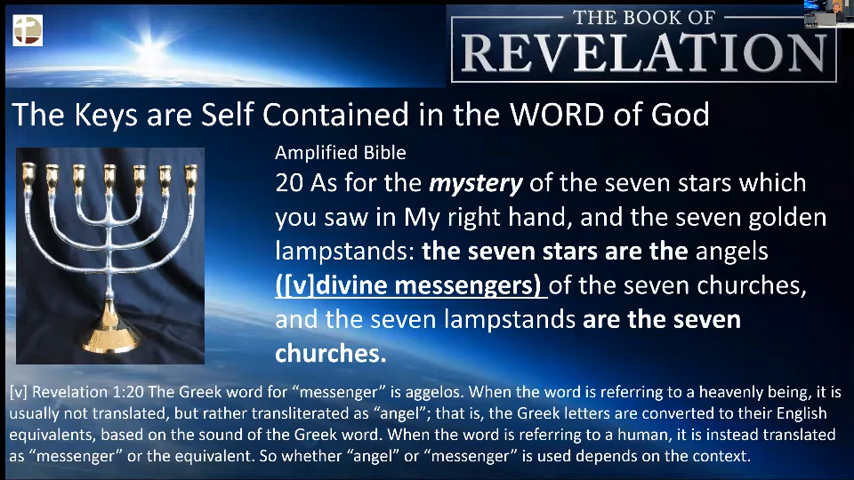 THE BOOK OF
REVELATION
The Keys are Self Contained in the WORD of God
Amplified Bible
20 As for the mystery of the seven stars which
you saw in My right hand, and the seven golden
lampstands: the seven stars are the angels
([v]divine messengers) of the seven churches,
and the seven lampstands are the seven
churches.
[v] Revelation 1:20 The Greek word for “messenger” is aggelos. When the word is referring to a heavenly being, it is
usually not translated, but rather transliterated as “angel”; that is, the Greek letters are converted to their English
equivalents, based on the sound of the Greek word. When the word is referring to a human, it is instead translated
as “messenger” or the equivalent. So whether “angel” or “messenger” is used depends on the context.